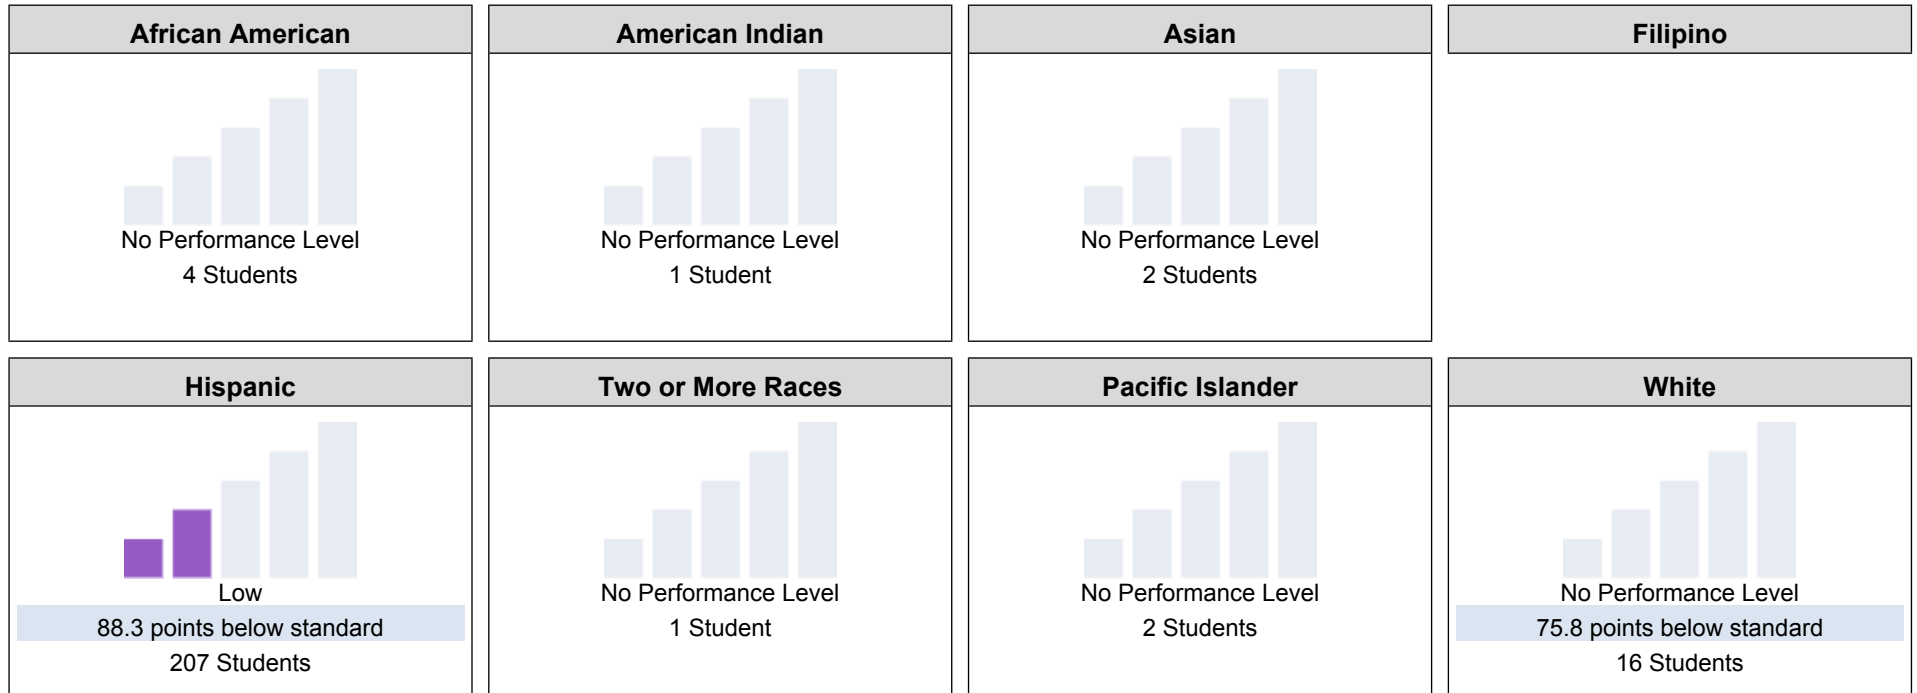 African American
No Performance Level
4 Students
American Indian
No Performance Level
1 Student
Asian
No Performance Level
2 Students
Filipino
Hispanic
Low
88.3 points below standard
207 Students
Two or More Races
No Performance Level
1 Student
Pacific Islander
No Performance Level
2 Students
White
No Performance Level
75.8 points below standard
16 Students